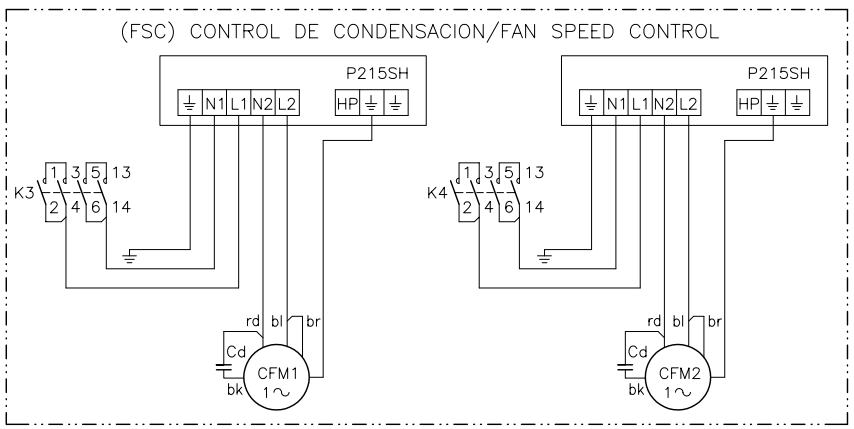 (FSC) CONTROL DE CONDENSACION/FAN SPEED CONTROL
P215SH
N1 L1 N2 L2 HP
K3
1 3 5 13
2 4 6 14
rd bl br
Cd
bk
CFM1
1~
P215SH
N1 L1 N2 L2 HP
K4
1 3 5 13
2 4 6 14
rd bl br
Cd
bk
CFM2
1~